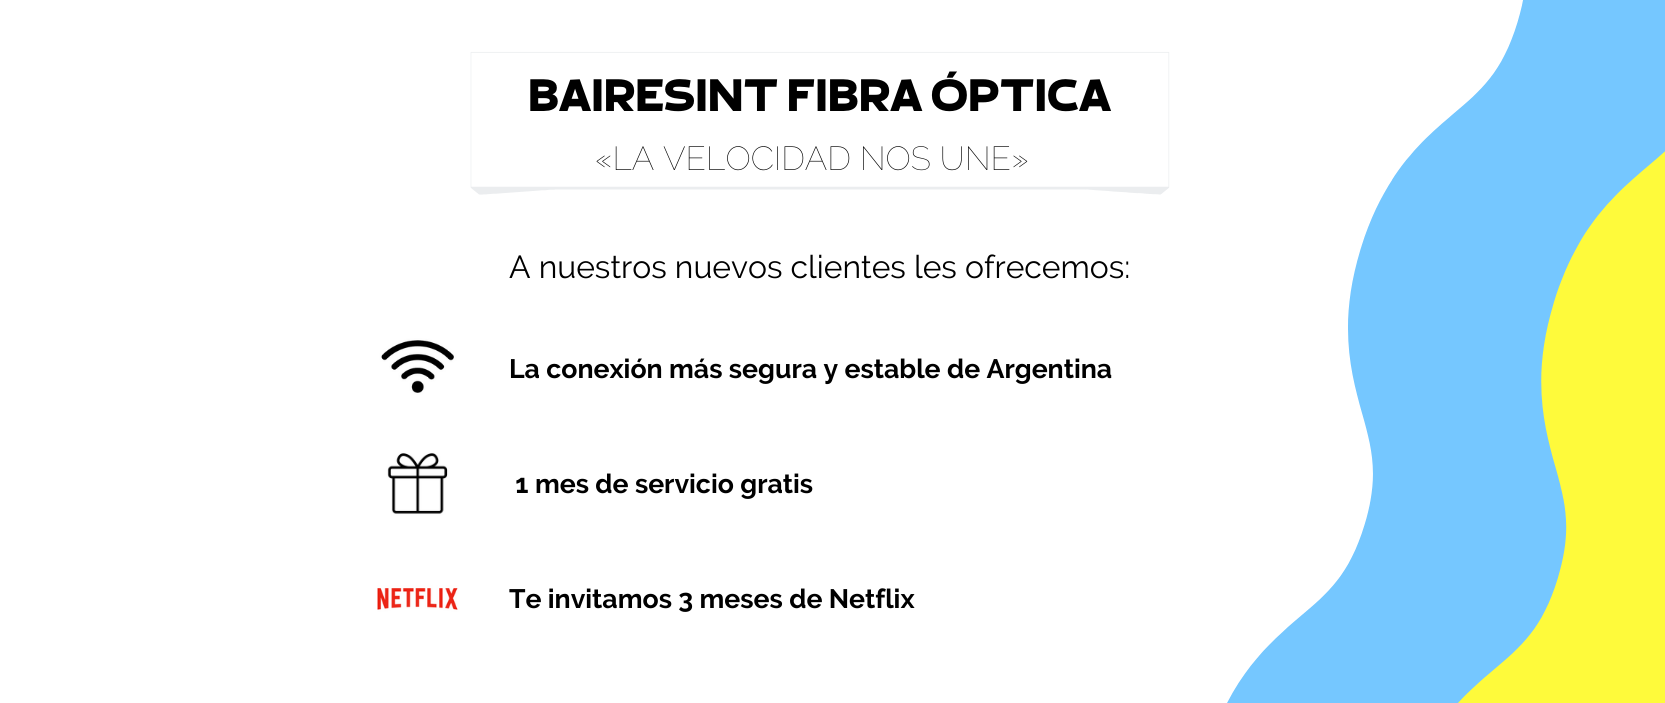 BAIRESINT FIBRA ÓPTICA
«LA VELOCIDAD NOS UNE»
A nuestros nuevos clientes les ofrecemos:
La conexión más segura y estable de Argentina
1 mes de servicio gratis
NETFLIX Te invitamos 3 meses de Netflix